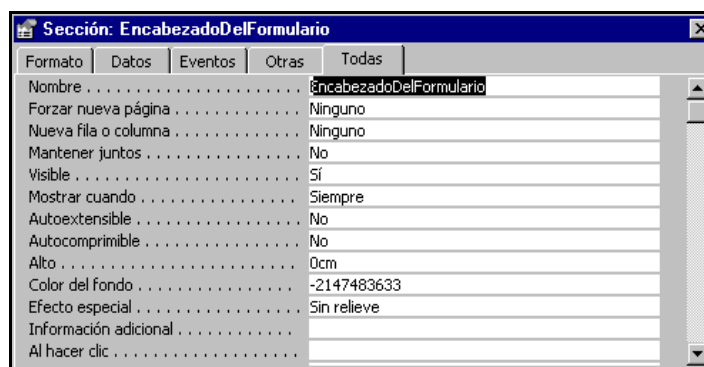 Sección: EncabezadoDelFormulario
Formato Datos Eventos Otras Todas
Nombre . . . . . . . . . . . . . . . . . . . . . . EncabezadoDelFormulario
Forzar nueva página . . . . . . . . . . . . . Ninguno
Nueva fila o columna . . . . . . . . . . . . . Ninguno
Mantener juntos . . . . . . . . . . . . . . . . No
Visible . . . . . . . . . . . . . . . . . . . . . . . Sí
Mostrar cuando . . . . . . . . . . . . . . . . Siempre
Autoextensible . . . . . . . . . . . . . . . . . No
Autocomprimible . . . . . . . . . . . . . . . . No
Alto . . . . . . . . . . . . . . . . . . . . . . . . 0cm
Color del fondo . . . . . . . . . . . . . . . . -2147483633
Efecto especial . . . . . . . . . . . . . . . . . Sin relieve
Información adicional . . . . . . . . . . . .
Al hacer clic . . . . . . . . . . . . . . . . . . .